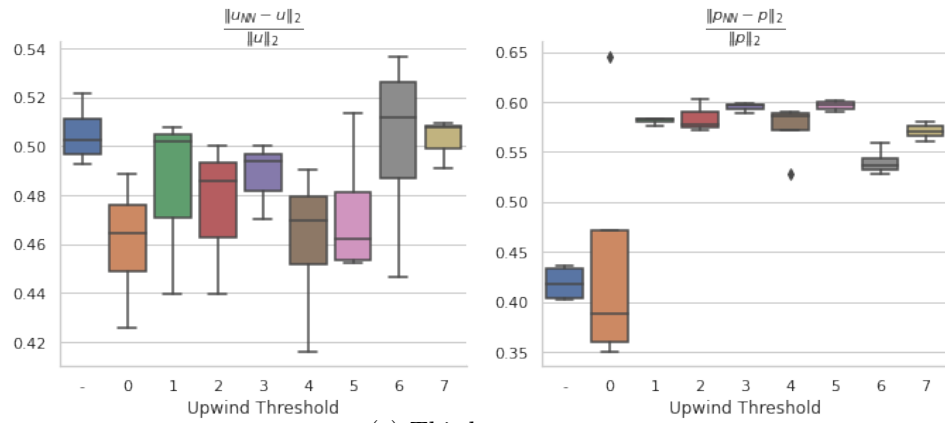 ‖u_NN − u‖₂ / ‖u‖₂
0.54
0.52
0.50
0.48
0.46
0.44
0.42
- 0 1 2 3 4 5 6 7
Upwind Threshold
‖p_NN − p‖₂ / ‖p‖₂
0.65
0.60
0.55
0.50
0.45
0.40
0.35
- 0 1 2 3 4 5 6 7
Upwind Threshold